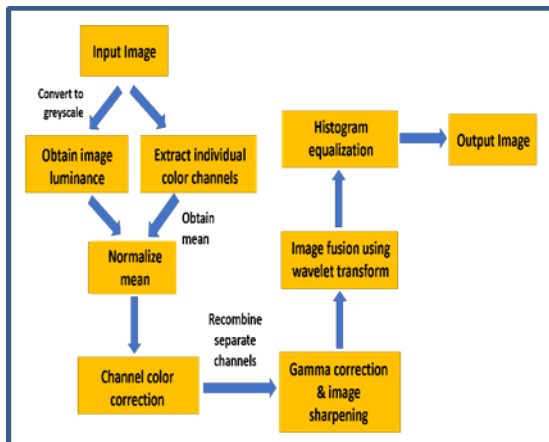 Input Image
Convert to
greyscale
Obtain image
luminance
Extract individual
color channels
Obtain
mean
Normalize
mean
Channel color
correction
Recombine
separate
channels
Gamma correction
& image
sharpening
Image fusion using
wavelet transform
Histogram
equalization
Output Image